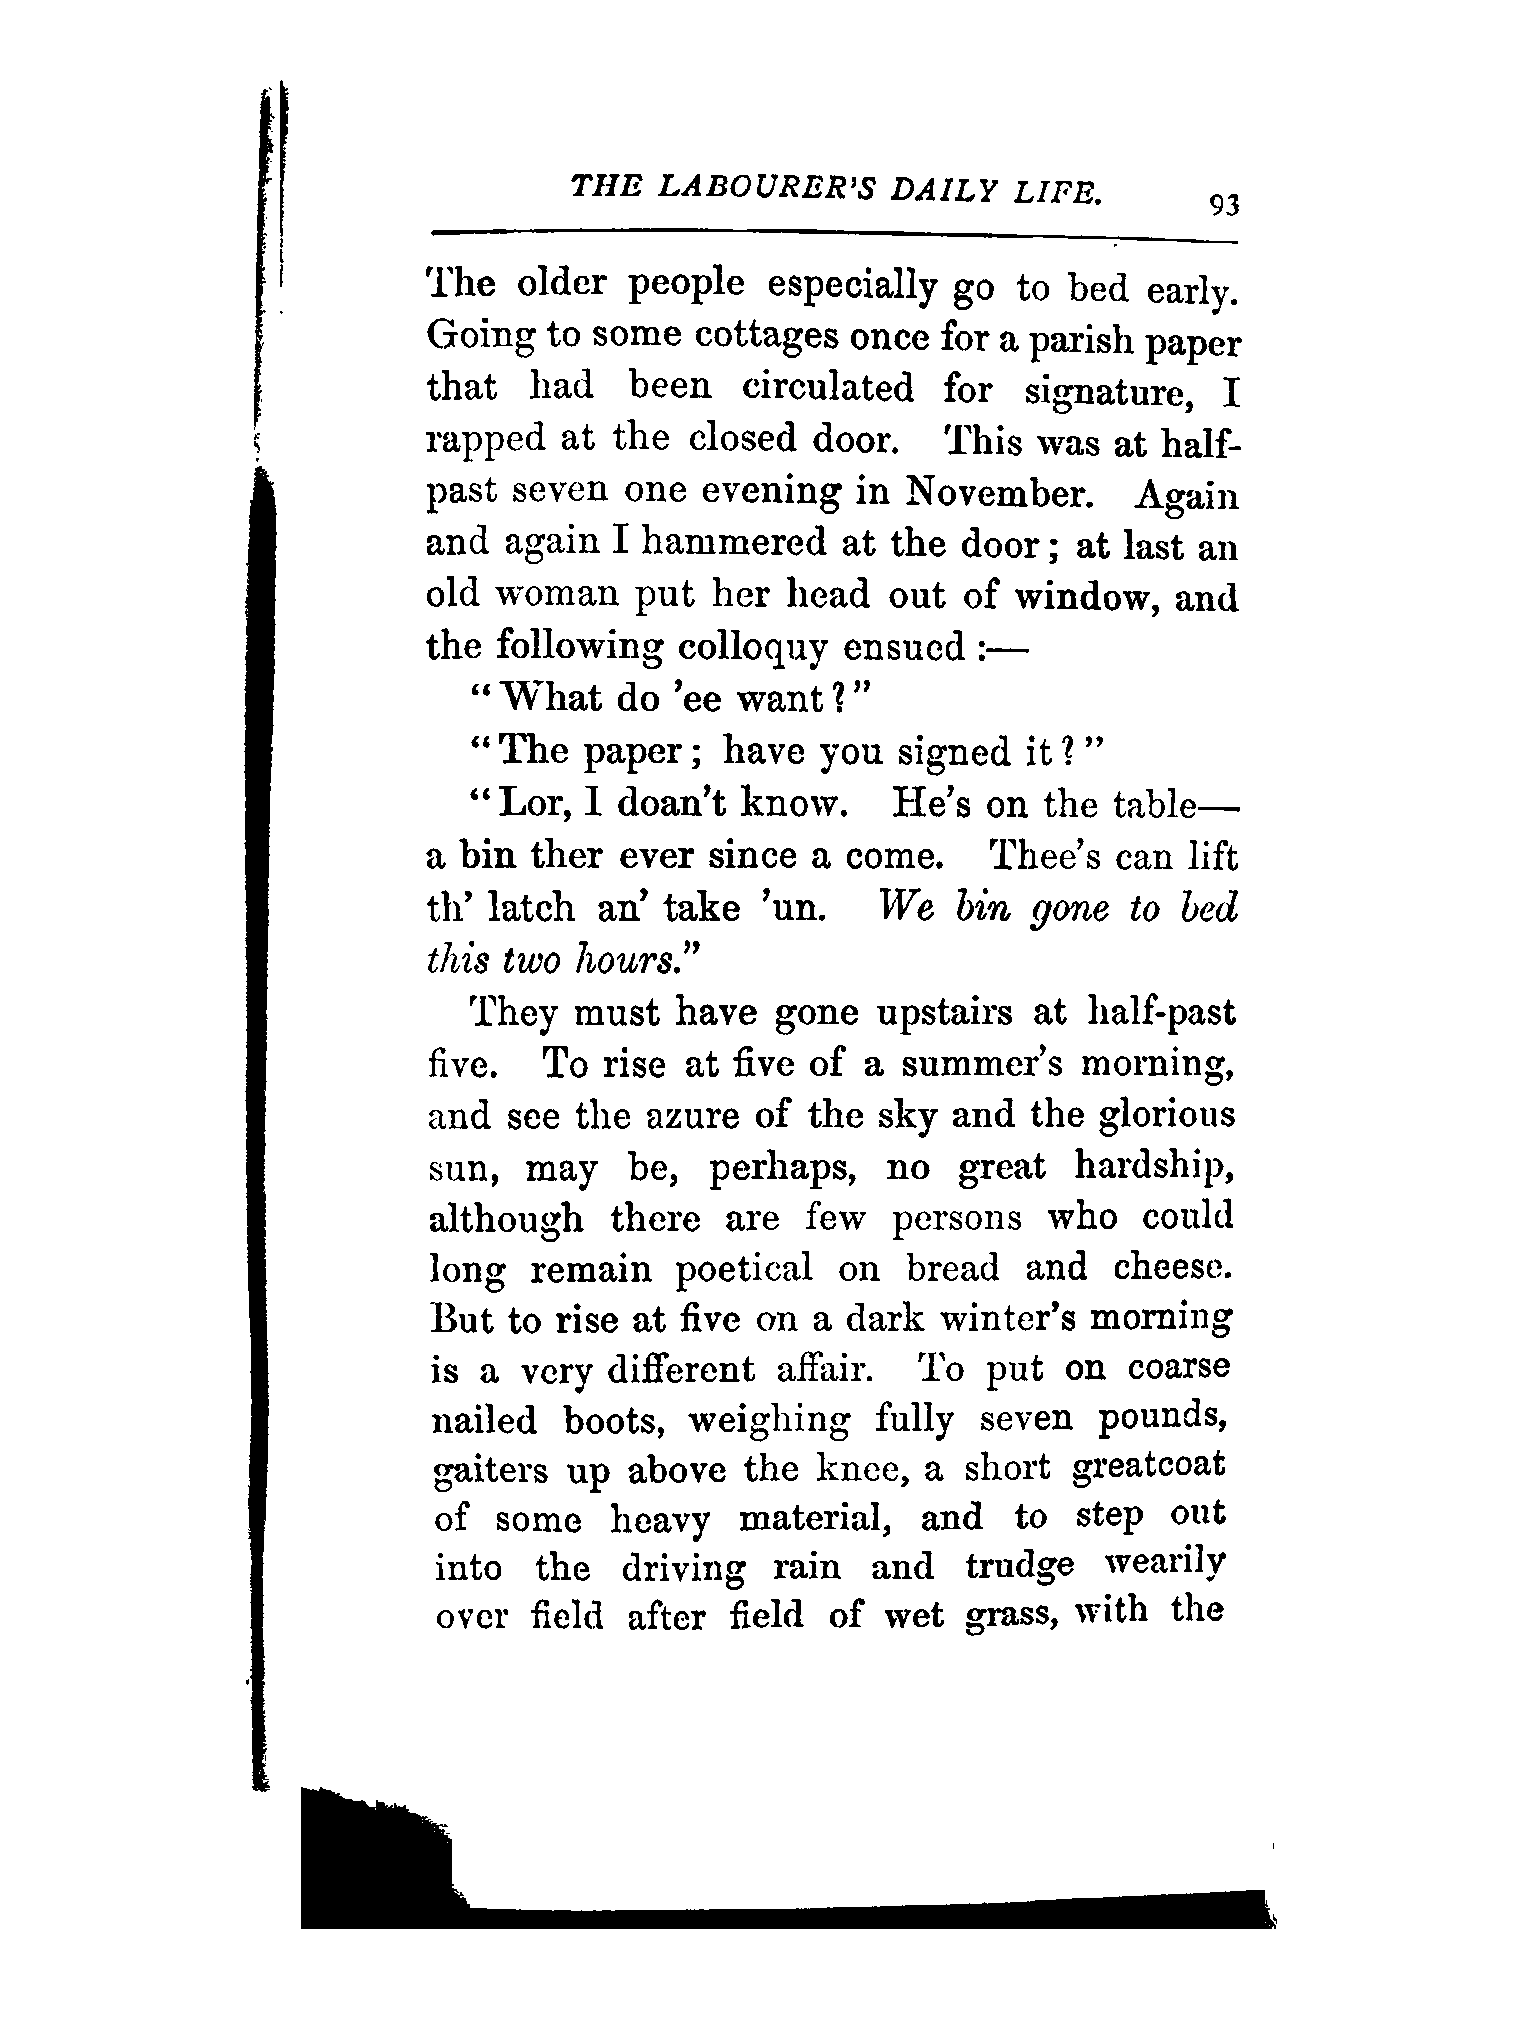 THE LABOURER'S DAILY LIFE. 93
The older people especially go to bed early.
Going to some cottages once for a parish paper
that had been circulated for signature, I
rapped at the closed door. This was at half-
past seven one evening in November. Again
and again I hammered at the door; at last an
old woman put her head out of window, and
the following colloquy ensued :—
"What do 'ee want?"
"The paper; have you signed it?"
"Lor, I doan't know. He's on the table—
a bin ther ever since a come. Thee's can lift
th' latch an' take 'un. We bin gone to bed
this two hours."
They must have gone upstairs at half-past
five. To rise at five of a summer's morning,
and see the azure of the sky and the glorious
sun, may be, perhaps, no great hardship,
although there are few persons who could
long remain poetical on bread and cheese.
But to rise at five on a dark winter's morning
is a very different affair. To put on coarse
nailed boots, weighing fully seven pounds,
gaiters up above the knee, a short greatcoat
of some heavy material, and to step out
into the driving rain and trudge wearily
over field after field of wet grass, with the